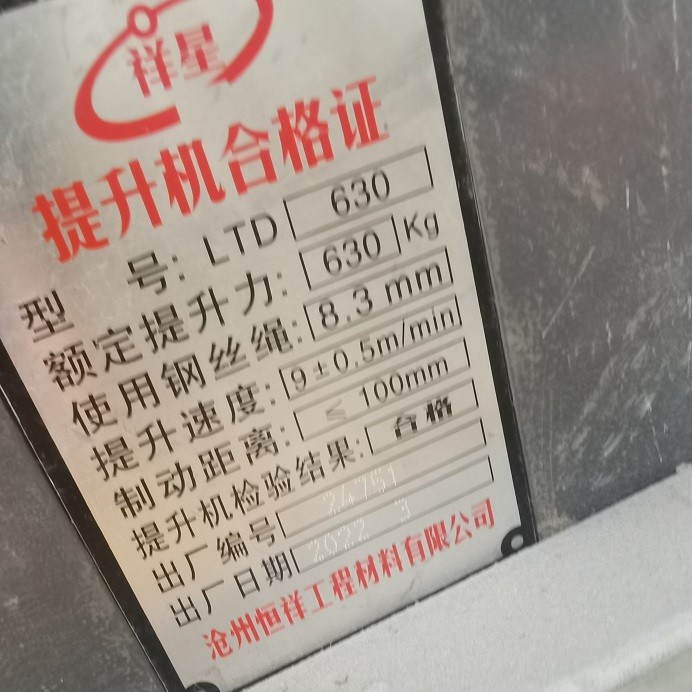 祥星
提升机合格证
型 号: LTD 630
额定提升力: 630 Kg
使用钢丝绳: 8.3 mm
提升速度: 9±0.5m/min
制动距离: ≤ 100mm
提升机检验结果: 合格
出厂编号 24751
出厂日期 2022 3
沧州恒祥工程材料有限公司